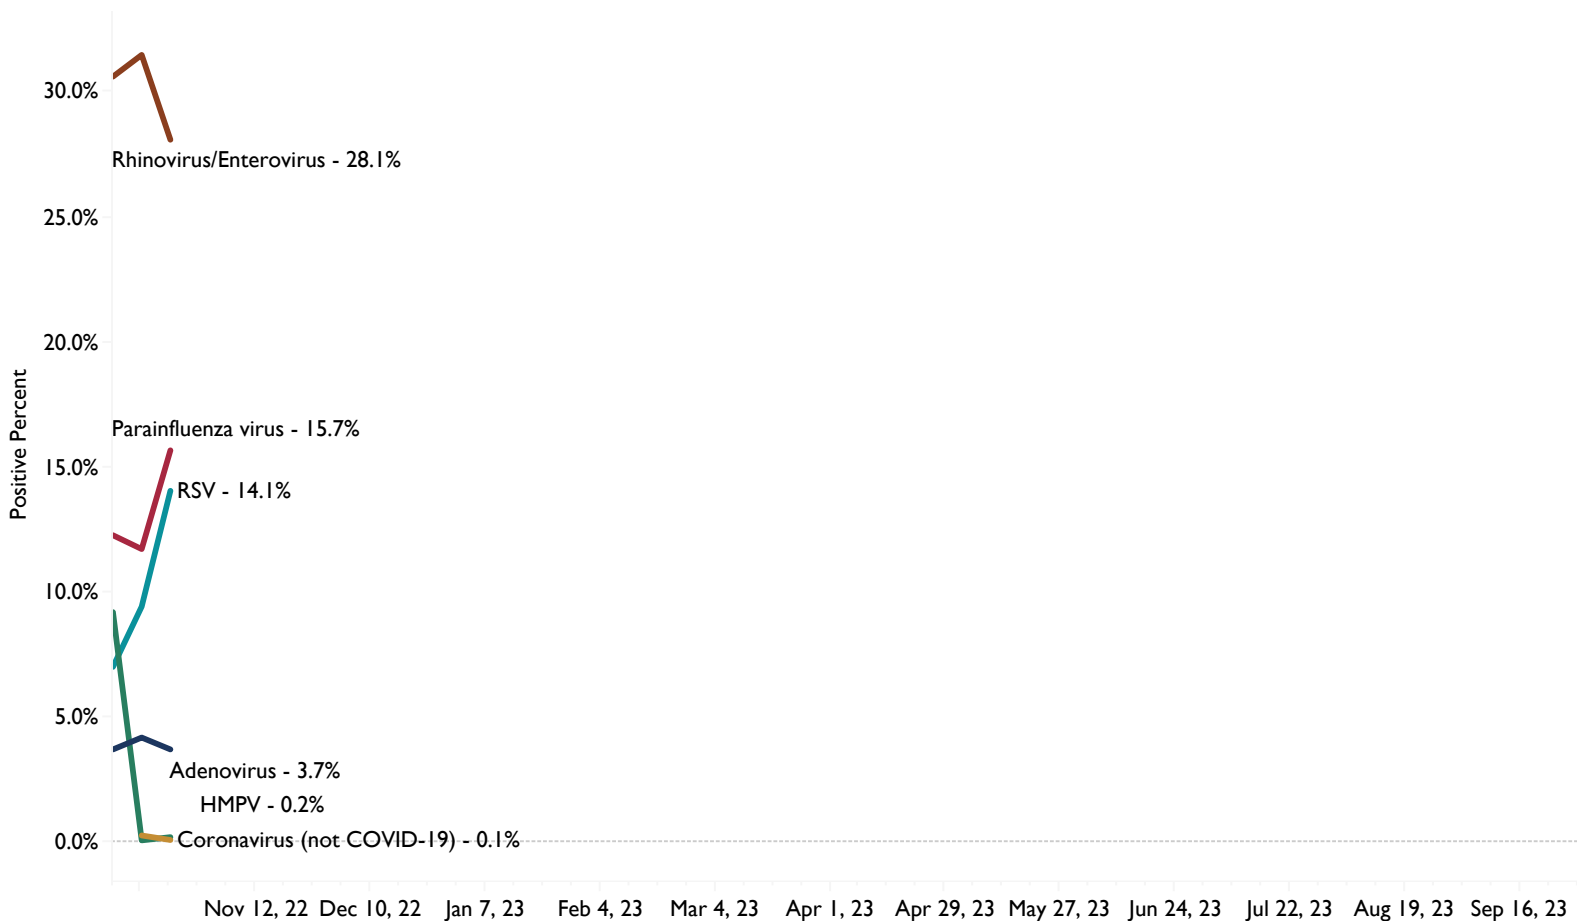 30.0%
Rhinovirus/Enterovirus - 28.1%
25.0%
20.0%
Positive Percent
Parainfluenza virus - 15.7%
15.0%
RSV - 14.1%
10.0%
5.0%
Adenovirus - 3.7%
HMPV - 0.2%
0.0%
Coronavirus (not COVID-19) - 0.1%
Nov 12, 22 Dec 10, 22 Jan 7, 23 Feb 4, 23 Mar 4, 23 Apr 1, 23 Apr 29, 23 May 27, 23 Jun 24, 23 Jul 22, 23 Aug 19, 23 Sep 16, 23